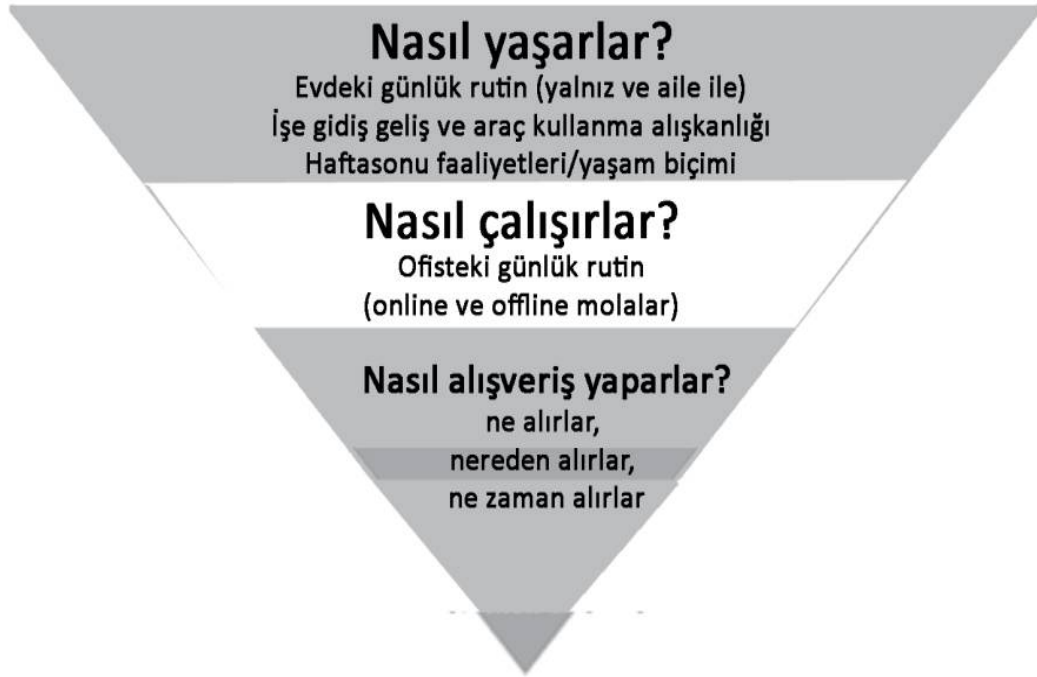 Nasıl yaşarlar?
Evdeki günlük rutin (yalnız ve aile ile)
İşe gidiş geliş ve araç kullanma alışkanlığı
Haftasonu faaliyetleri/yaşam biçimi
Nasıl çalışırlar?
Ofisteki günlük rutin
(online ve offline molalar)
Nasıl alışveriş yaparlar?
ne alırlar,
nereden alırlar,
ne zaman alırlar